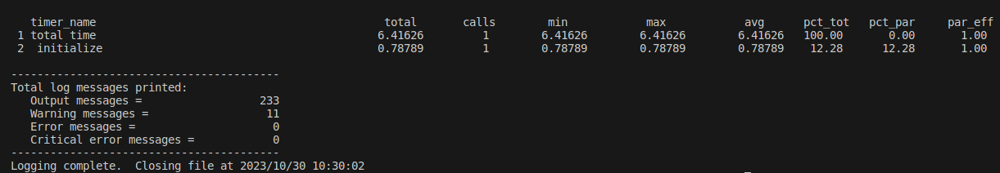 timer_name total calls min max avg pct_tot pct_par par_eff
1 total time 6.41626 1 6.41626 6.41626 6.41626 100.00 0.00 1.00
2 initialize 0.78789 1 0.78789 0.78789 0.78789 12.28 12.28 1.00
-----------------------------------------
Total log messages printed:
Output messages = 233
Warning messages = 11
Error messages = 0
Critical error messages = 0
-----------------------------------------
Logging complete.  Closing file at 2023/10/30 10:30:02